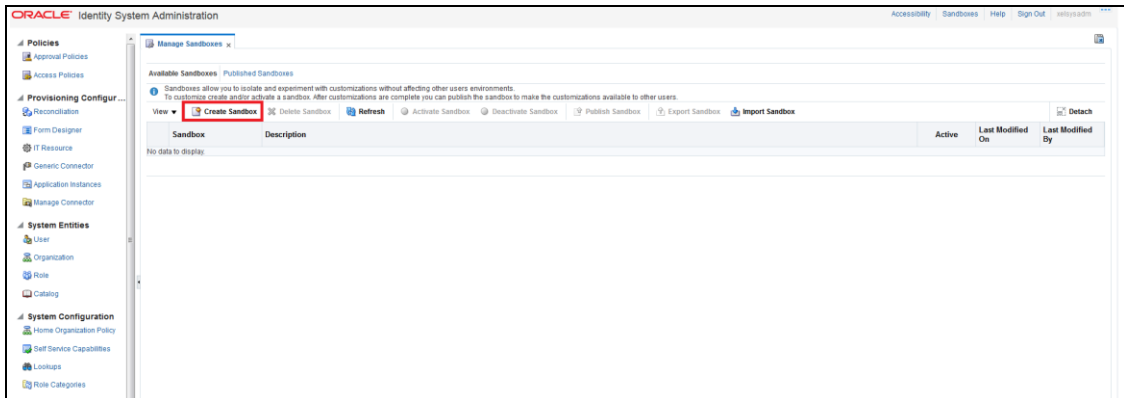 ORACLE Identity System Administration
Accessibility Sandboxes Help Sign Out xelsysadm
Policies
Approval Policies
Access Policies
Provisioning Configur...
Reconciliation
Form Designer
IT Resource
Generic Connector
Application Instances
Manage Connector
System Entities
User
Organization
Role
Catalog
System Configuration
Home Organization Policy
Self Service Capabilities
Lookups
Role Categories
Manage Sandboxes x
Available Sandboxes Published Sandboxes
Sandboxes allow you to isolate and experiment with customizations without affecting other users environments.
To customize create and/or activate a sandbox. After customizations are complete you can publish the sandbox to make the customizations available to other users.
View Create Sandbox Delete Sandbox Refresh Activate Sandbox Deactivate Sandbox Publish Sandbox Export Sandbox Import Sandbox Detach
Sandbox Description Active Last Modified On Last Modified By
No data to display